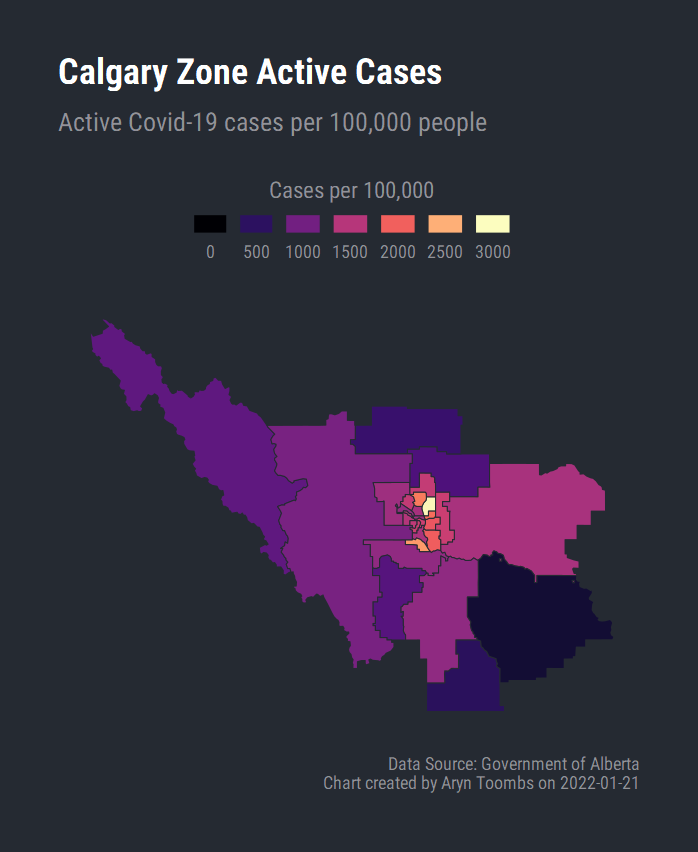 Calgary Zone Active Cases
Active Covid-19 cases per 100,000 people
Cases per 100,000
0 500 1000 1500 2000 2500 3000
Data Source: Government of Alberta
Chart created by Aryn Toombs on 2022-01-21